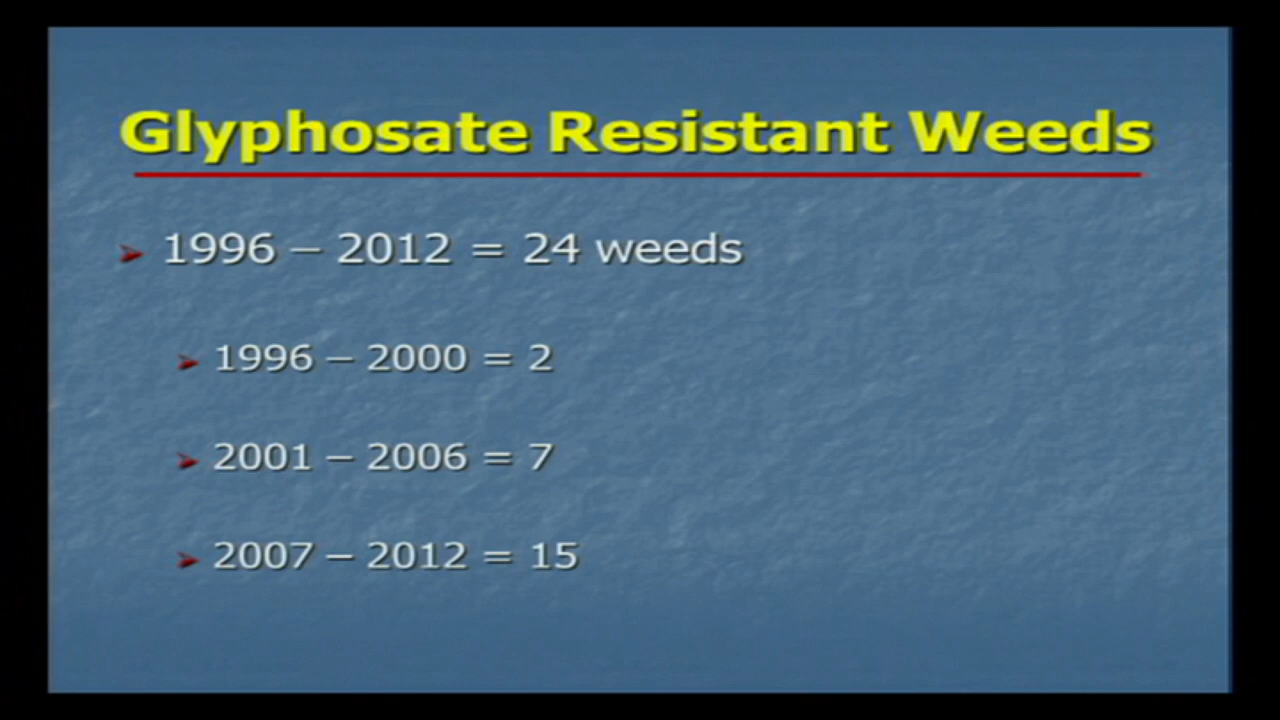 Glyphosate Resistant Weeds
1996 – 2012 = 24 weeds
1996 – 2000 = 2
2001 – 2006 = 7
2007 – 2012 = 15